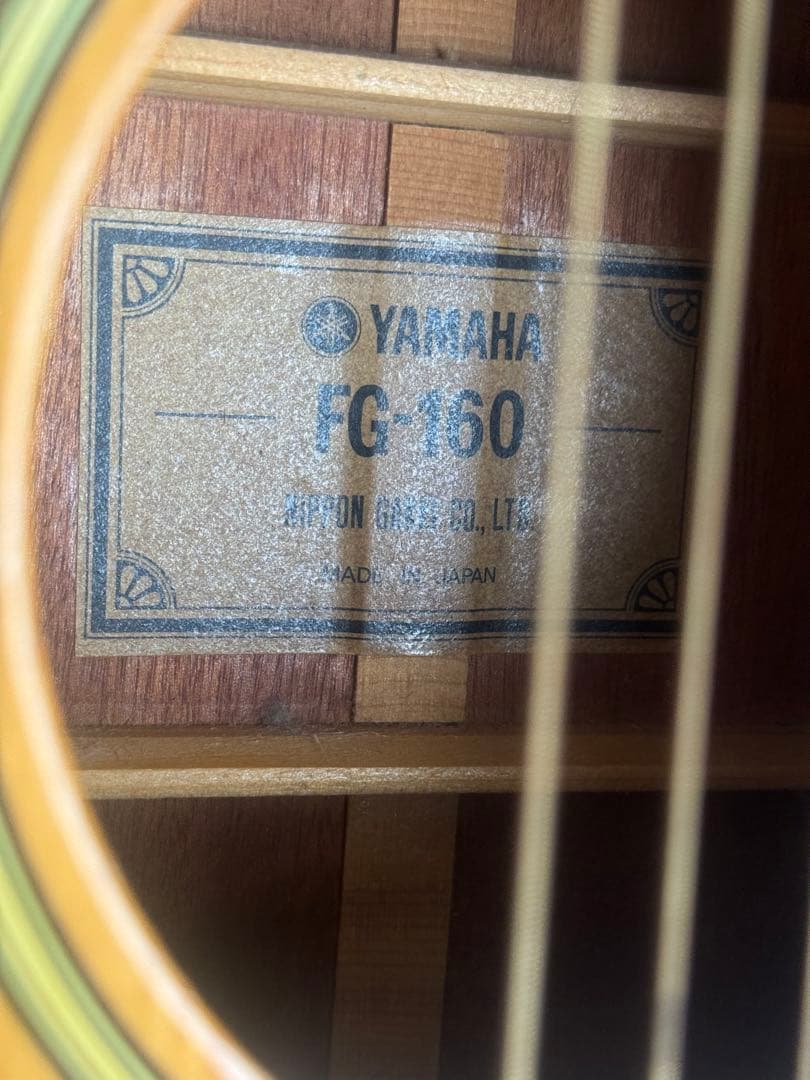 YAMAHA
FG-160
NIPPON GAKKI CO., LTD.
MADE IN JAPAN